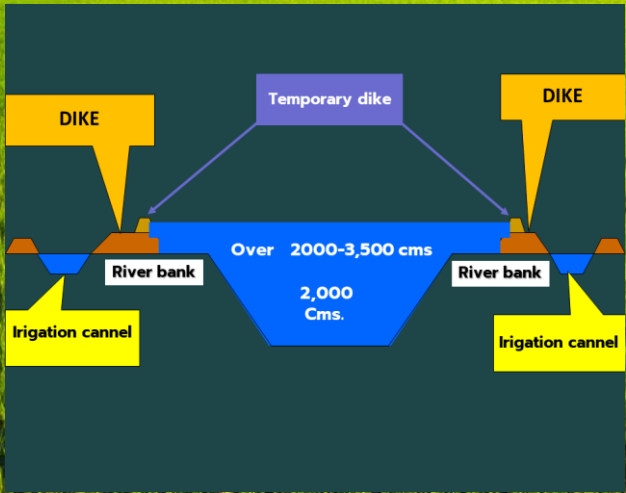 Temporary dike
DIKE
DIKE
Over 2000-3,500 cms
River bank
River bank
2,000
Cms.
Irigation cannel
Irigation cannel